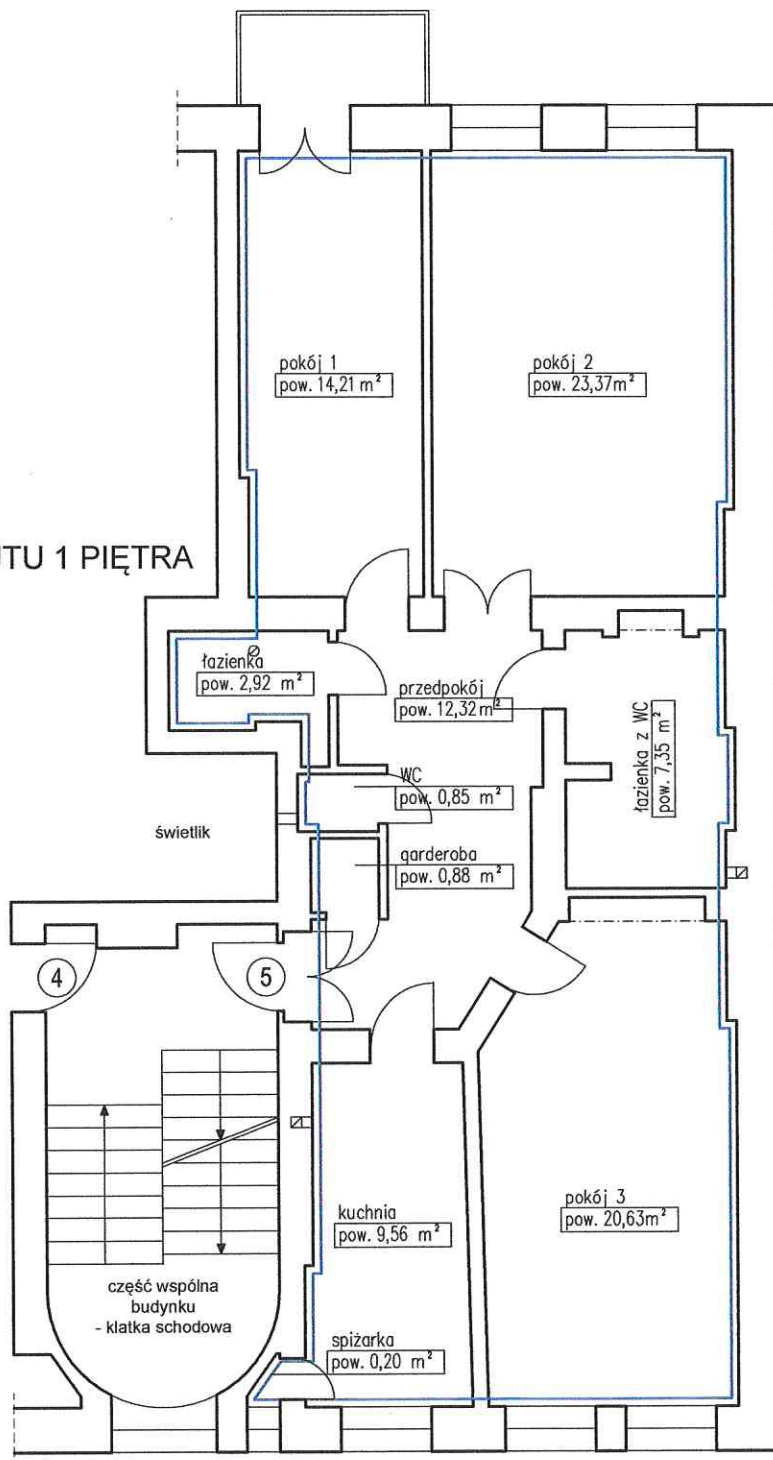 pokój 1
pow. 14,21 m²
pokój 2
pow. 23,37m²
UTU 1 PIĘTRA
łazienka
pow. 2,92 m²
przedpokój
pow. 12,32m²
łazienka z WC
pow. 7,35 m²
WC
pow. 0,85 m²
świetlik
garderoba
pow. 0,88 m²
4
5
kuchnia
pow. 9,56 m²
pokój 3
pow. 20,63m²
część wspólna
budynku
- klatka schodowa
spiżarka
pow. 0,20 m²